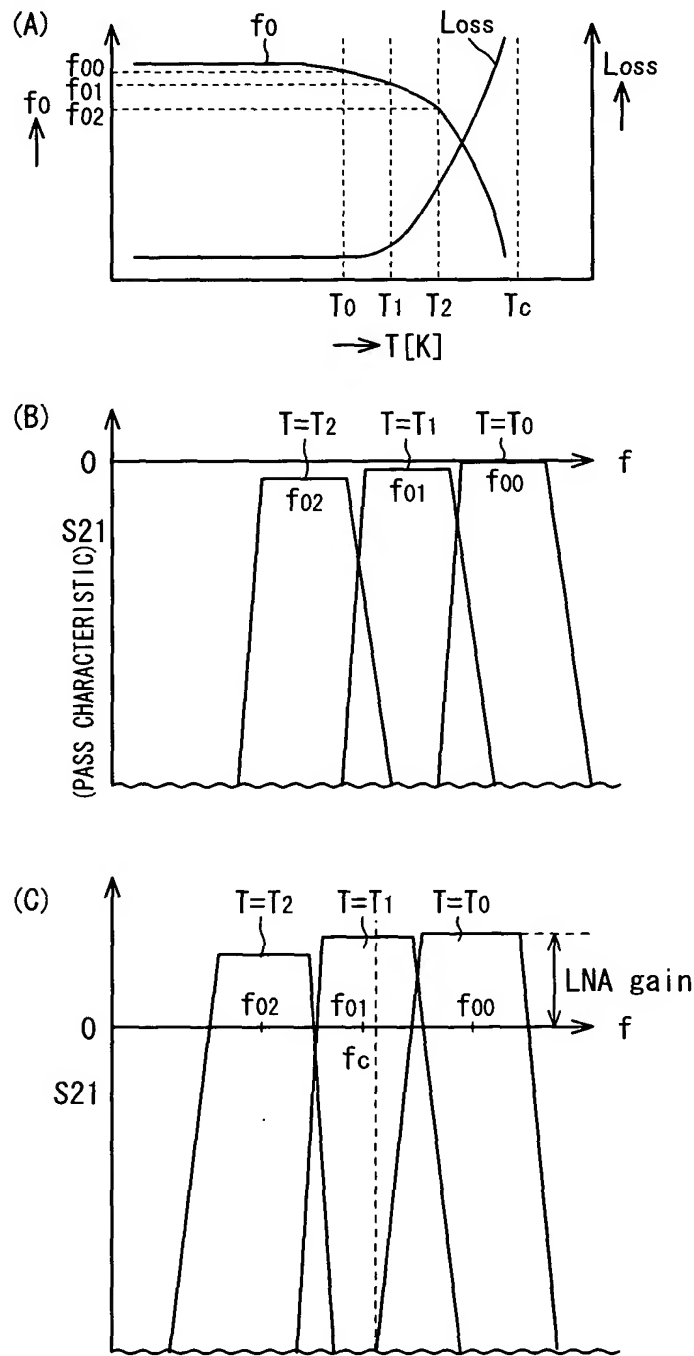 (A)
f0
Loss
f00
f01
f02
f0
Loss
T0 T1 T2 Tc
T[K]
(B)
T=T2 T=T1 T=T0
0
f
f02 f01 f00
S21
(PASS CHARACTERISTIC)
(C)
T=T2 T=T1 T=T0
LNA gain
f02 f01 f00
0
f
fc
S21